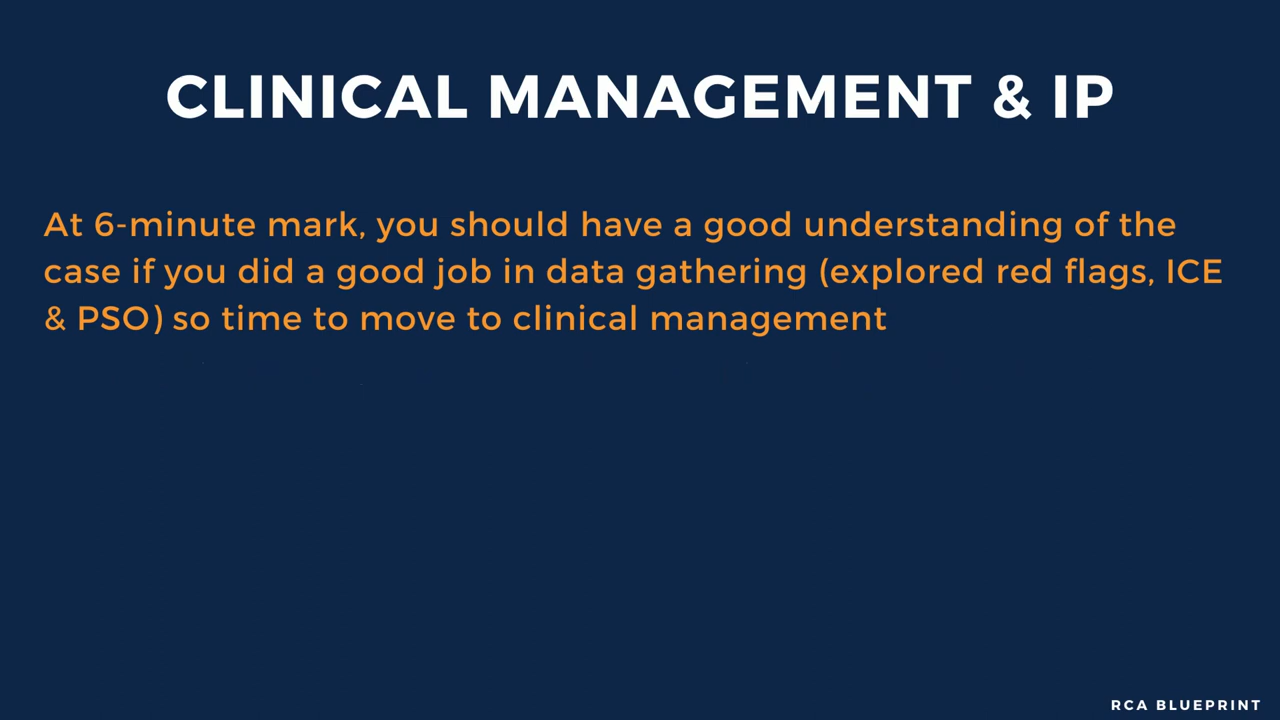 CLINICAL MANAGEMENT & IP
At 6-minute mark, you should have a good understanding of the
case if you did a good job in data gathering (explored red flags, ICE
& PSO) so time to move to clinical management
RCA BLUEPRINT